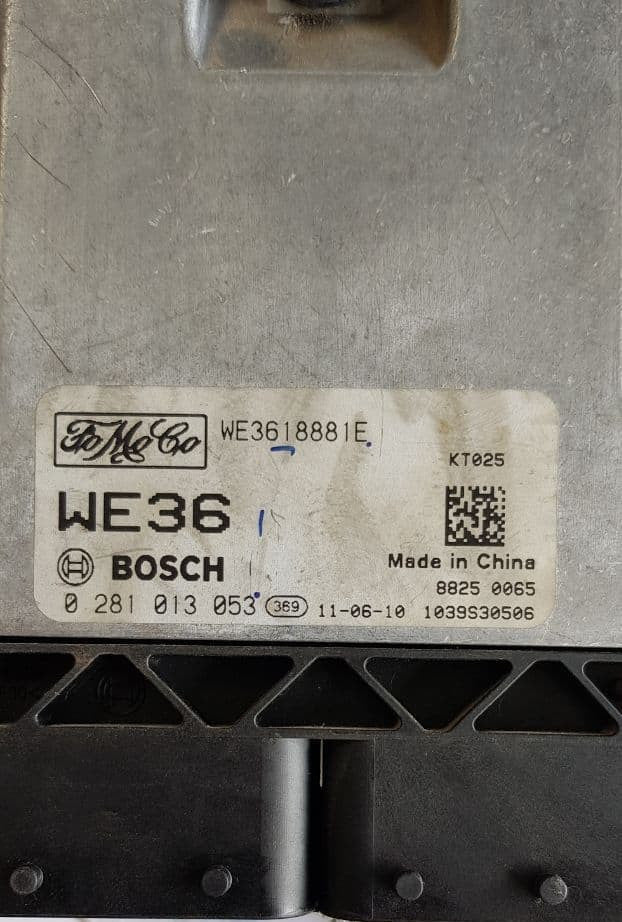 FoMoCo WE3618881E
KT025
WE36
BOSCH
Made in China
8825 0065
0 281 013 053 369 11-06-10 1039S30506